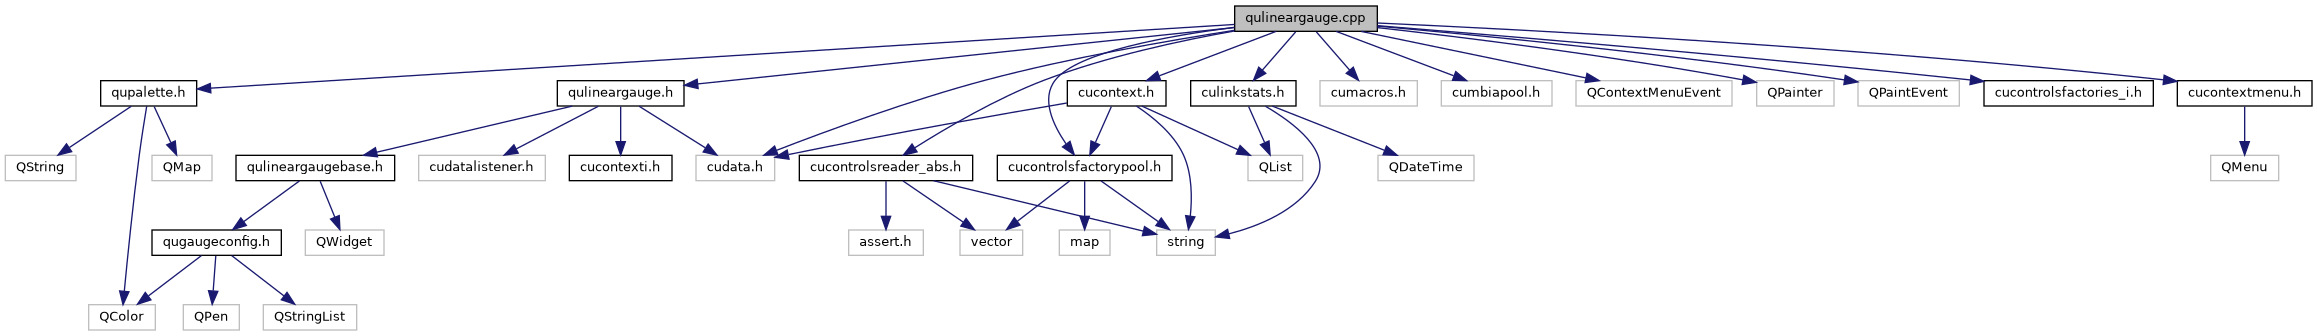 qulineargauge.cpp
qupalette.h
qulineargauge.h
cucontext.h
culinkstats.h
cumacros.h
cumbiapool.h
QContextMenuEvent
QPainter
QPaintEvent
cucontrolsfactories_i.h
cucontextmenu.h
QString
QMap
qulineargaugebase.h
cudatalistener.h
cucontexti.h
cudata.h
cucontrolsreader_abs.h
cucontrolsfactorypool.h
QList
QDateTime
QMenu
qugaugeconfig.h
QWidget
assert.h
vector
map
string
QColor
QPen
QStringList